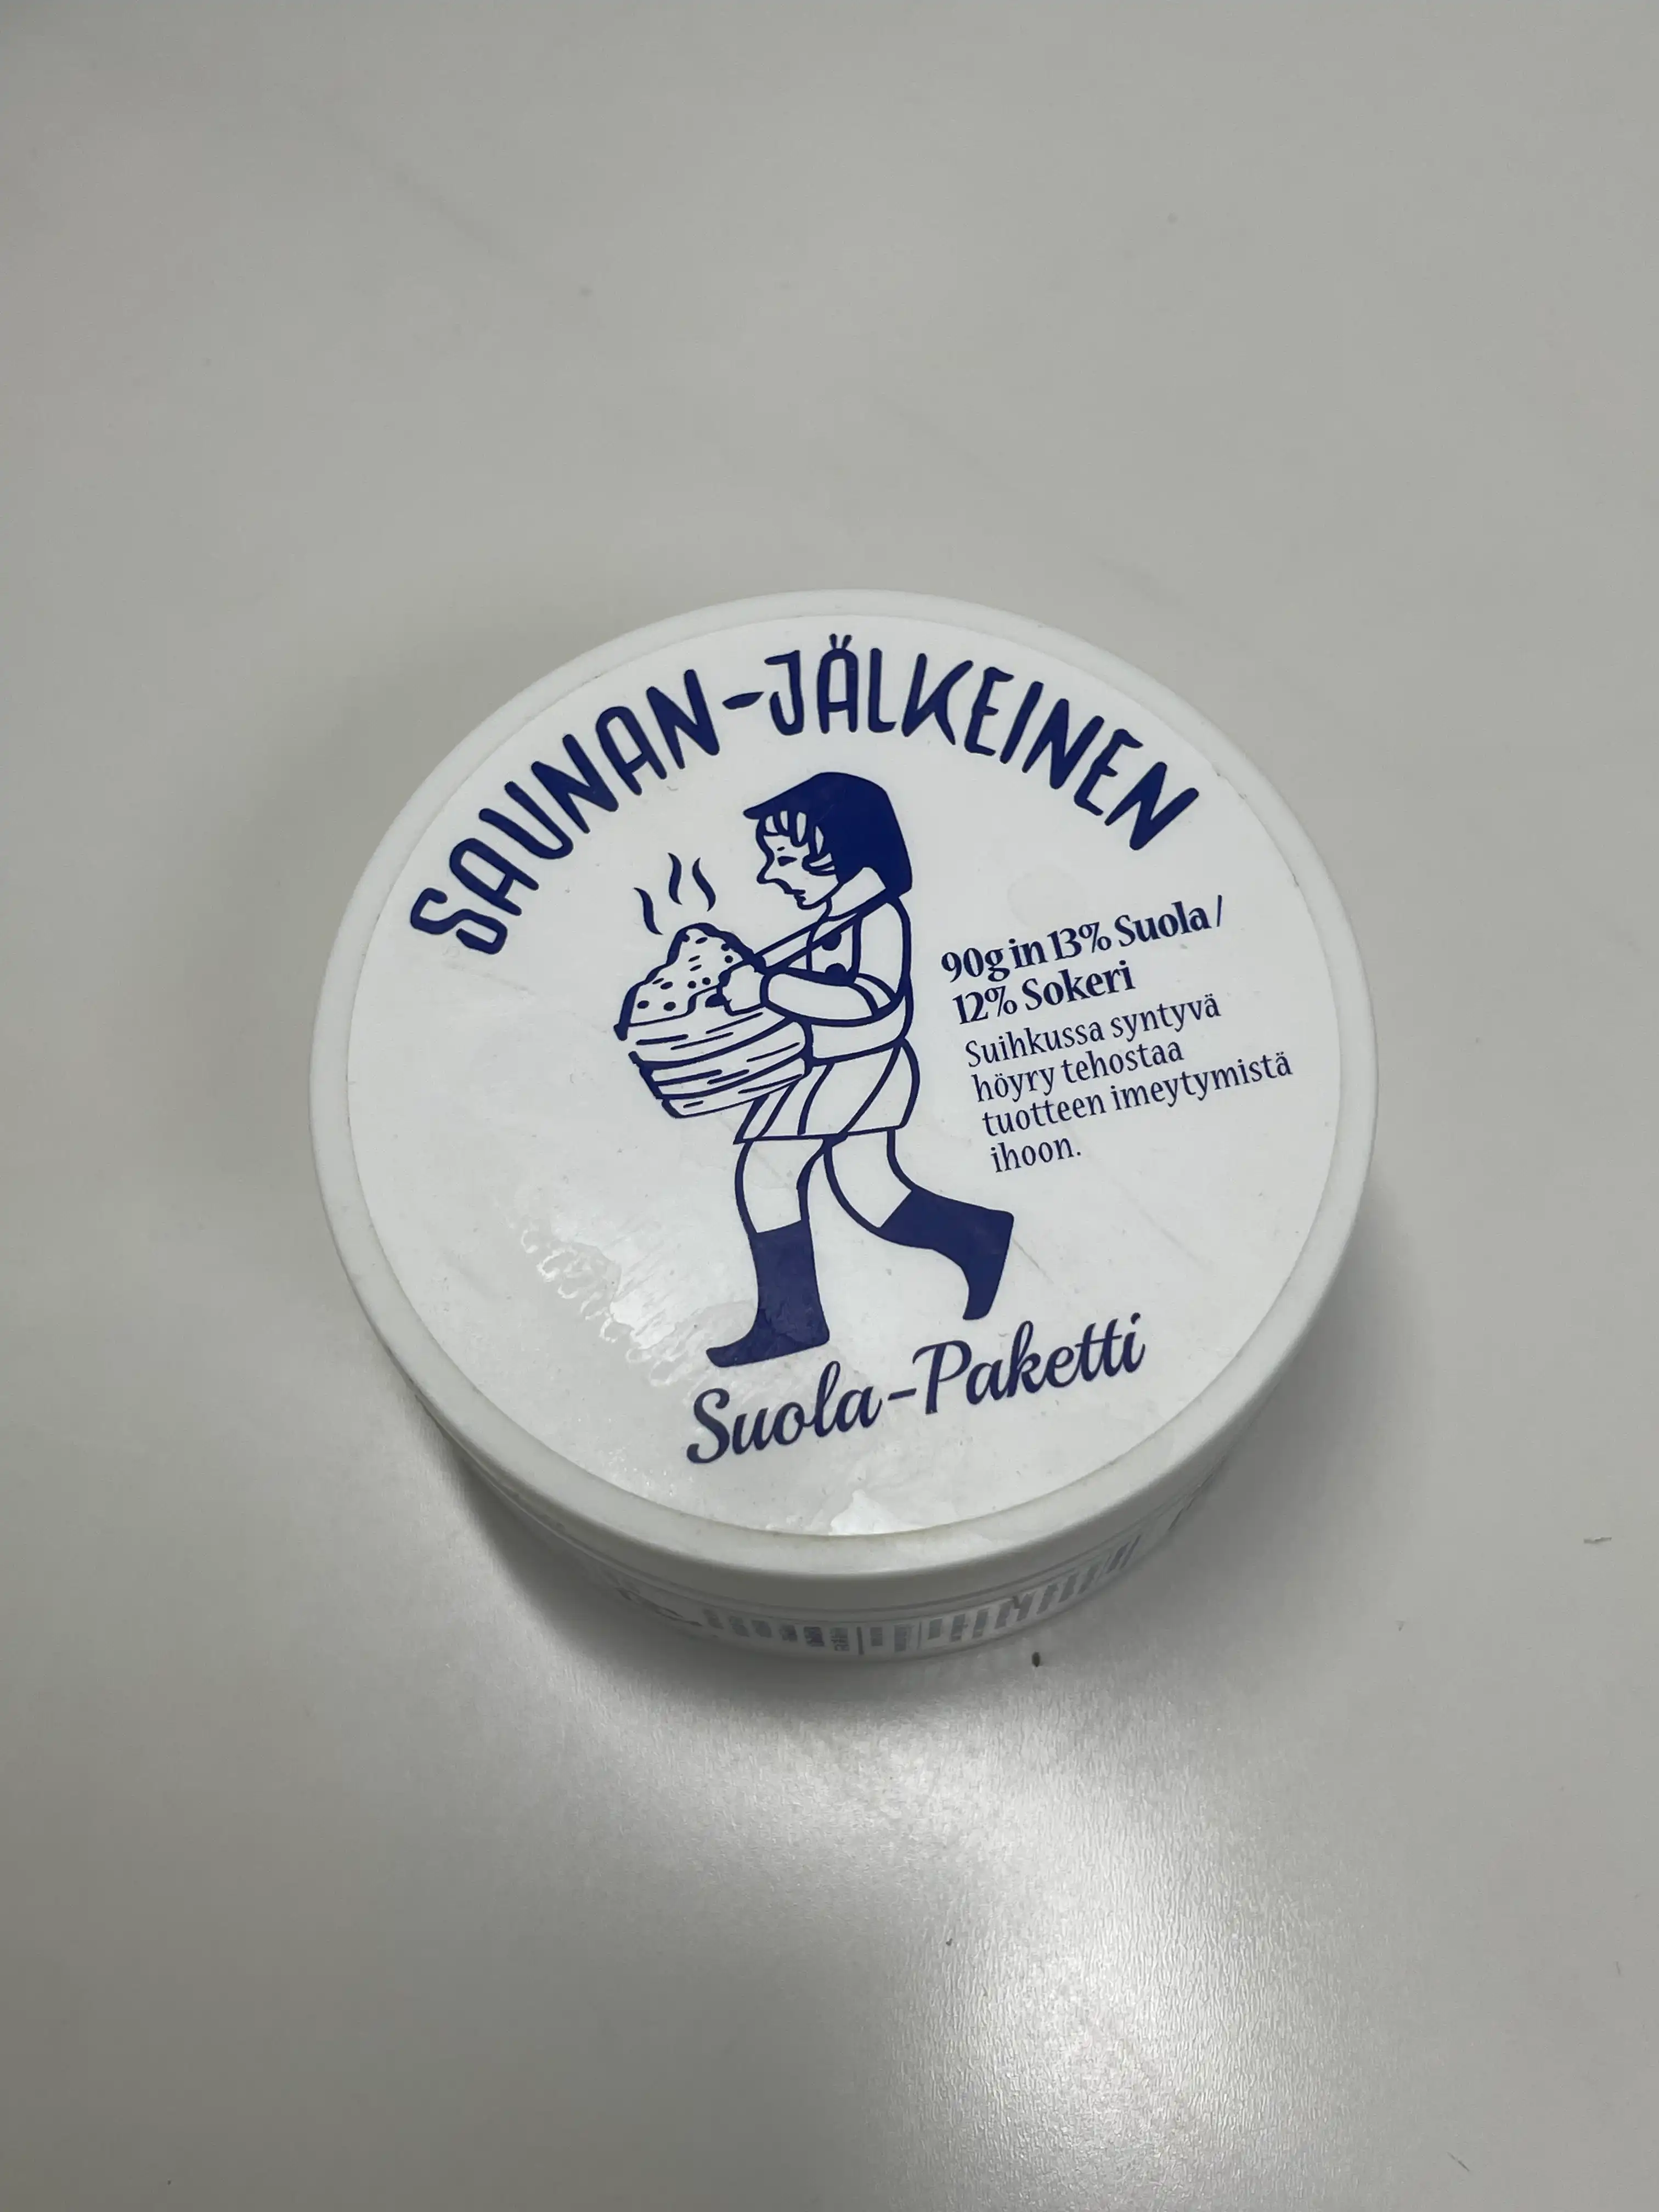 SAUNAN-JÄLKEINEN
90g in 13% Suola/
12% Sokeri
Suihkussa syntyvä
höyry tehostaa
tuotteen imeytymistä
ihoon.
Suola-Paketti